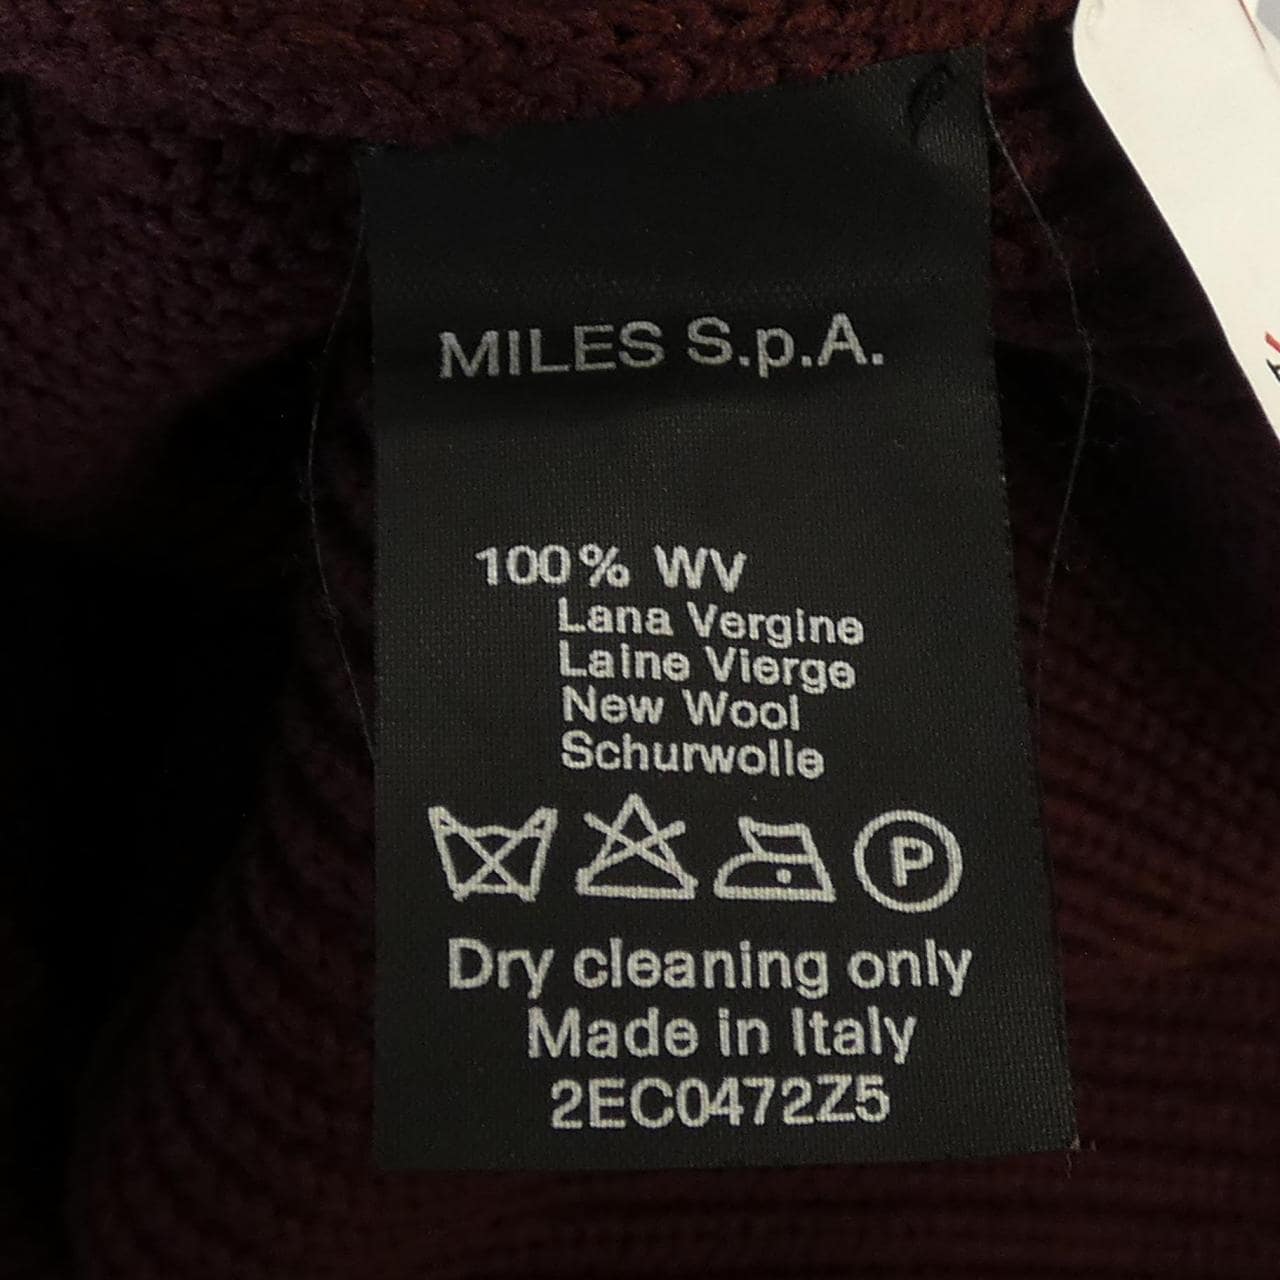 MILES S.p.A.
100% WV
Lana Vergine
Laine Vierge
New Wool
Schurwolle
P
Dry cleaning only
Made in Italy
2EC0472Z5